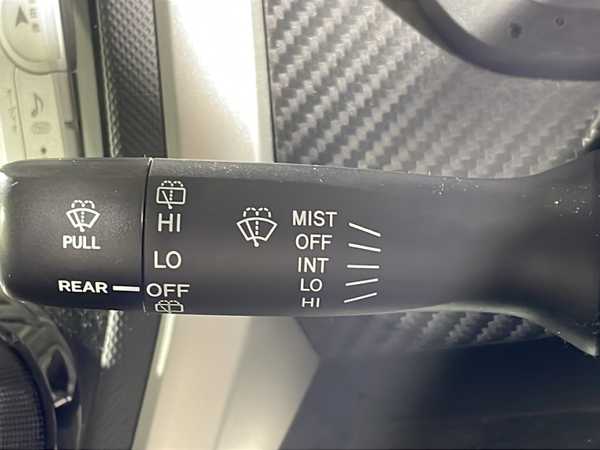 PULL
REAR
HI
LO
OFF
MIST
OFF
INT
LO
HI